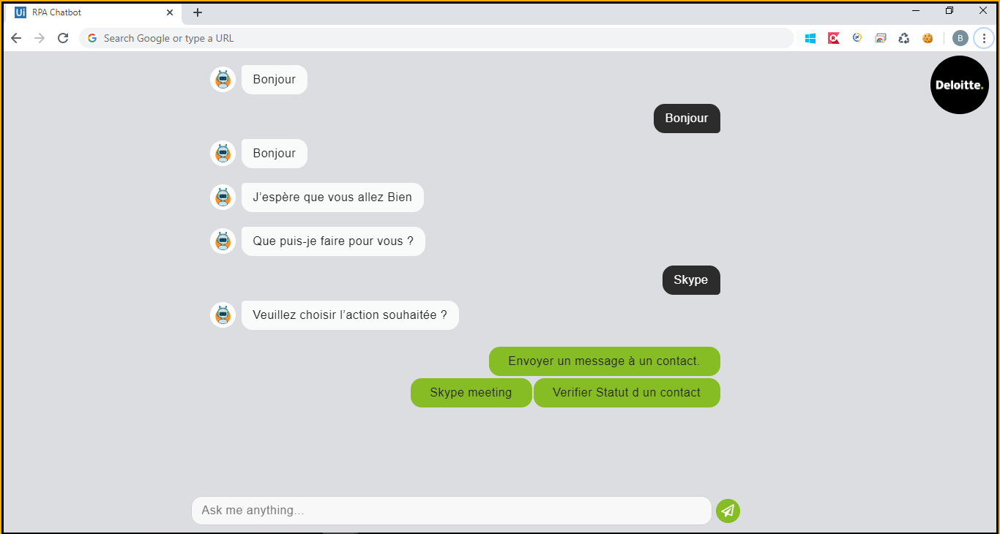 Ui RPA Chatbot
Search Google or type a URL
B
Deloitte.
Bonjour
Bonjour
Bonjour
J’espère que vous allez Bien
Que puis-je faire pour vous ?
Skype
Veuillez choisir l’action souhaitée ?
Envoyer un message à un contact.
Skype meeting
Verifier Statut d un contact
Ask me anything...